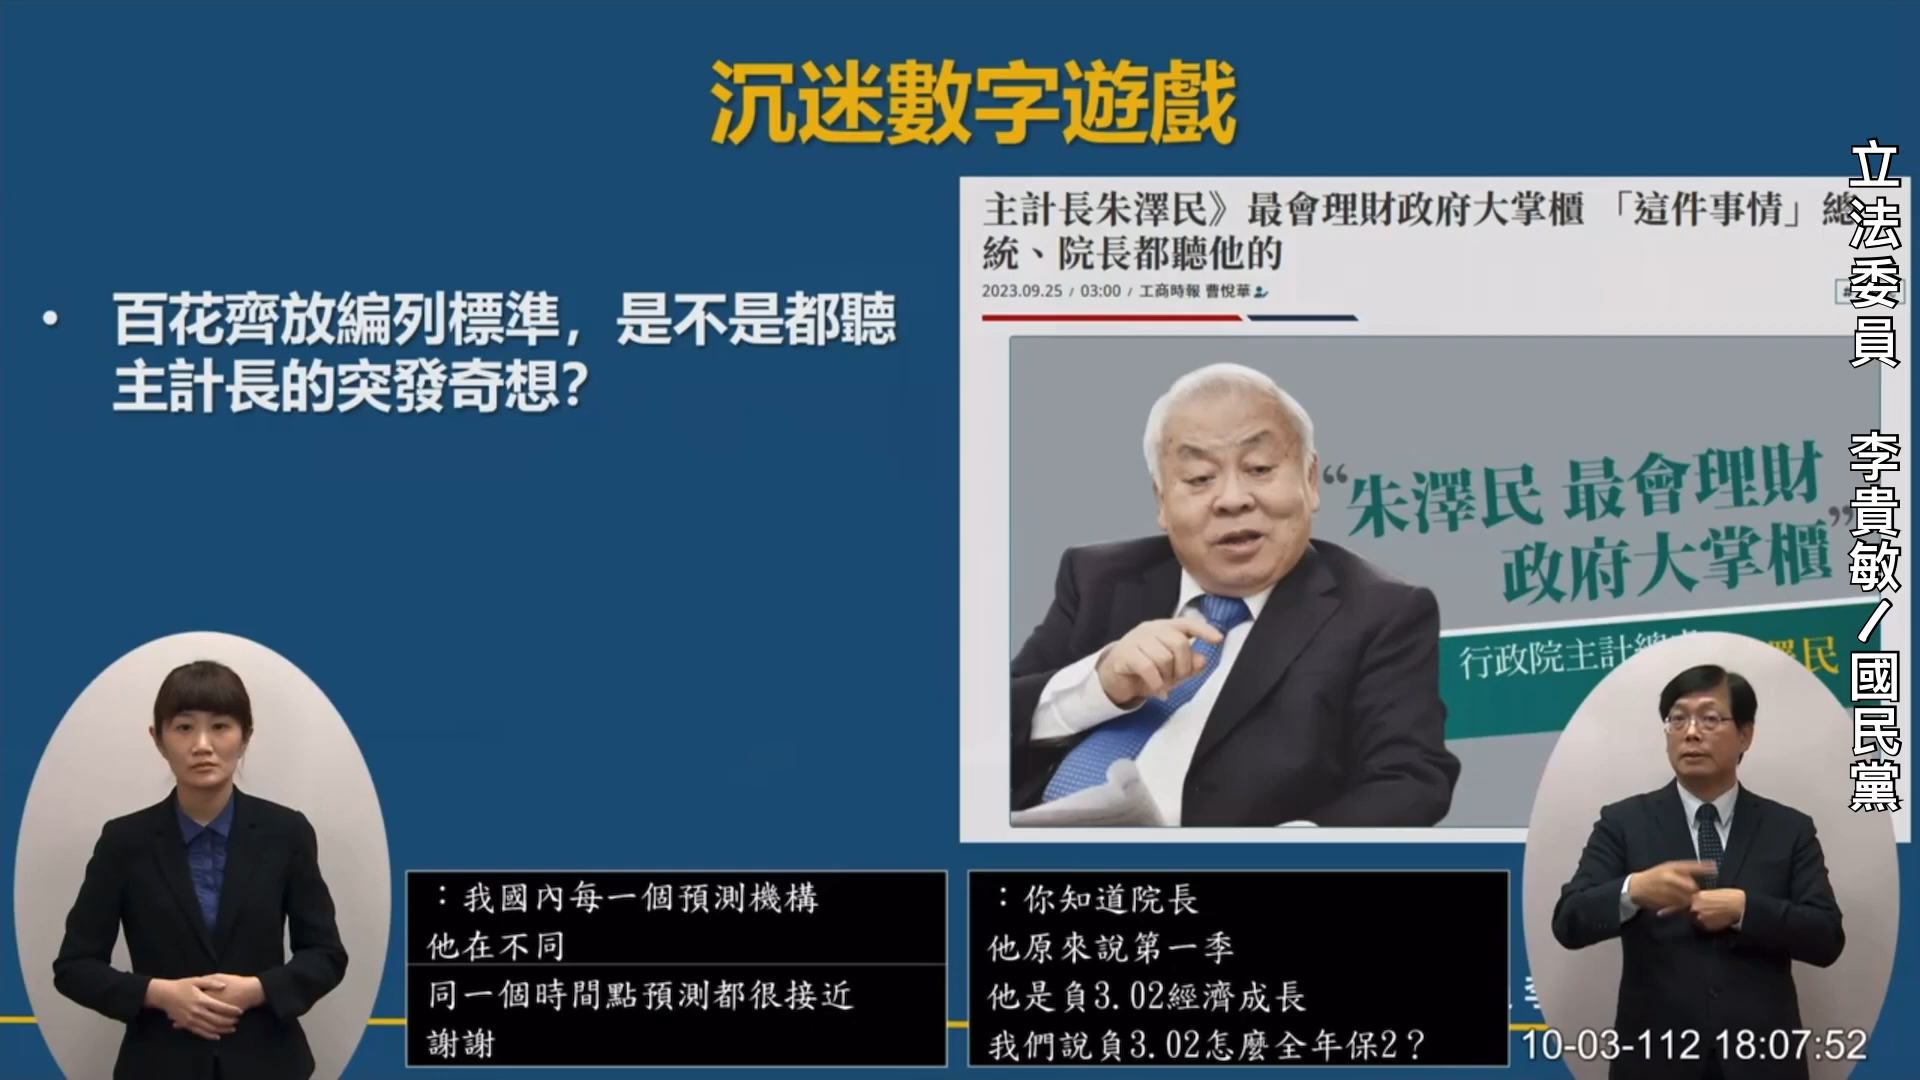 沉迷數字遊戲
• 百花齊放編列標準，是不是都聽
主計長的突發奇想？
主計長朱澤民》最會理財政府大掌櫃 「這件事情」總
統、院長都聽他的
2023.09.25 / 03:00 / 工商時報 曹悅華
“朱澤民 最會理財
政府大掌櫃”
行政院主計總
澤民
立法委員 李貴敏/國民黨
：我國內每一個預測機構
他在不同
同一個時間點預測都很接近
謝謝
：你知道院長
他原來說第一季
他是負3.02經濟成長
我們說負3.02怎麼全年保2？
10-03-112 18:07:52